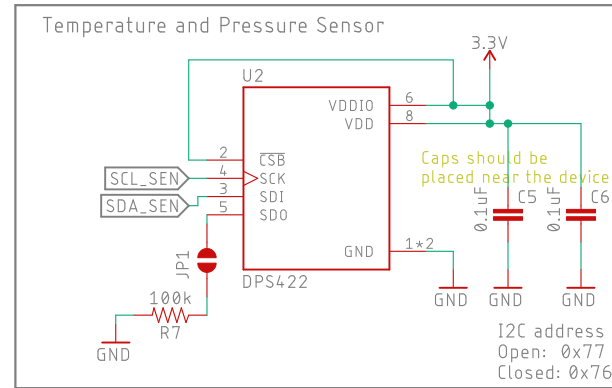 Temperature and Pressure Sensor
3.3V
U2
VDDIO 6
VDD 8
2 CSB
SCL_SEN 4 SCK
SDA_SEN 3 SDI
5 SDO
Caps should be
placed near the device
0.1uF C5
0.1uF C6
JP1
GND 1*2
DPS422
100k
R7
GND
GND
GND
GND
I2C address
Open: 0x77
Closed: 0x76